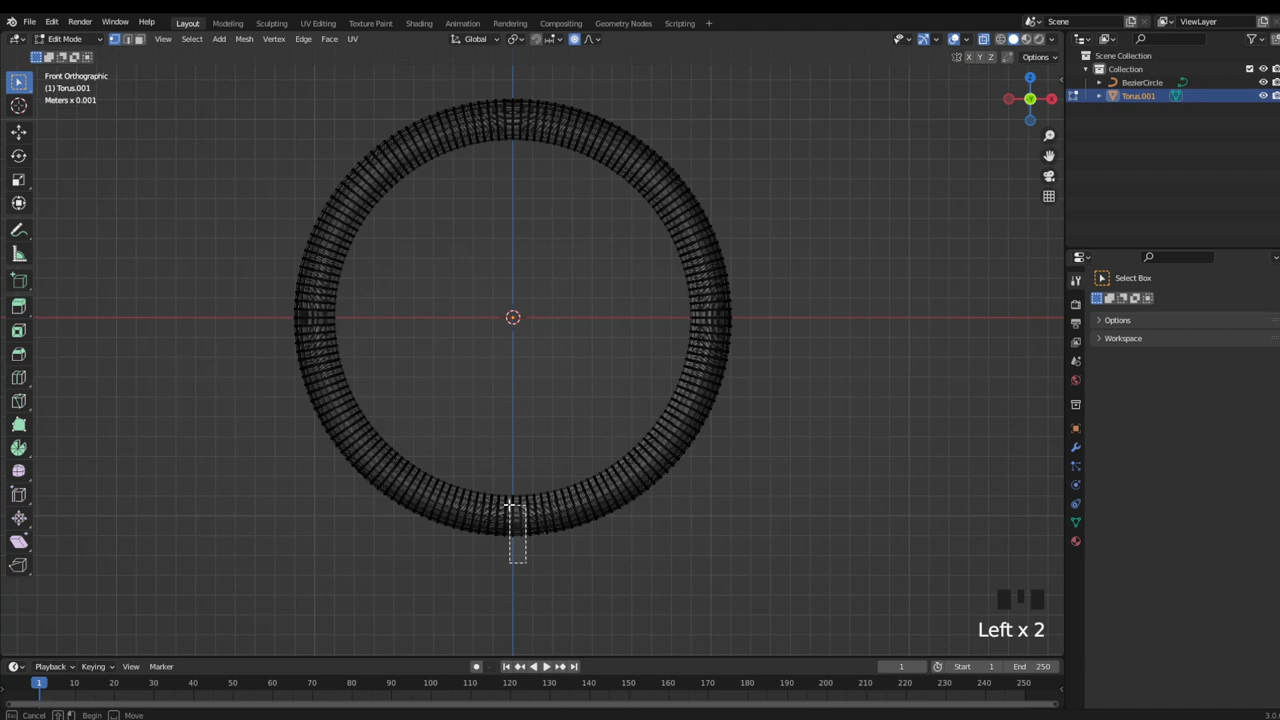 File Edit Render Window Help Layout Modeling Sculpting UV Editing Texture Paint Shading Animation Rendering Compositing Geometry Nodes Scripting + Scene ViewLayer
Edit Mode View Select Add Mesh Vertex Edge Face UV Global
X Y Z Options
Front Orthographic
(1) Torus.001
Meters x 0.001
Z
Y X
Scene Collection
Collection
BezierCircle
Torus.001
Select Box
Options
Workspace
Left x 2
Playback Keying View Marker 1 Start 1 End 250
1 10 20 30 40 50 60 70 80 90 100 110 120 130 140 150 160 170 180 190 200 210 220 230 240 250
Cancel Begin Move